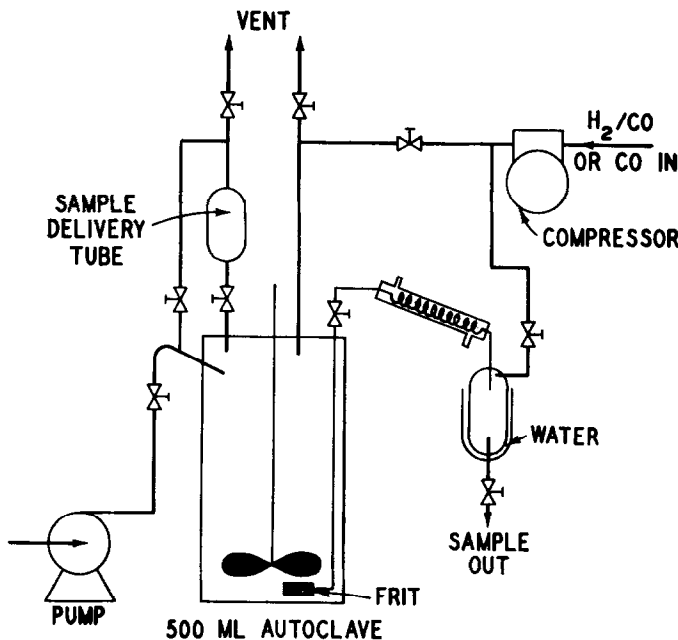 VENT
H2/CO
OR CO IN
SAMPLE
DELIVERY
TUBE
COMPRESSOR
WATER
SAMPLE
OUT
FRIT
PUMP
500 ML AUTOCLAVE